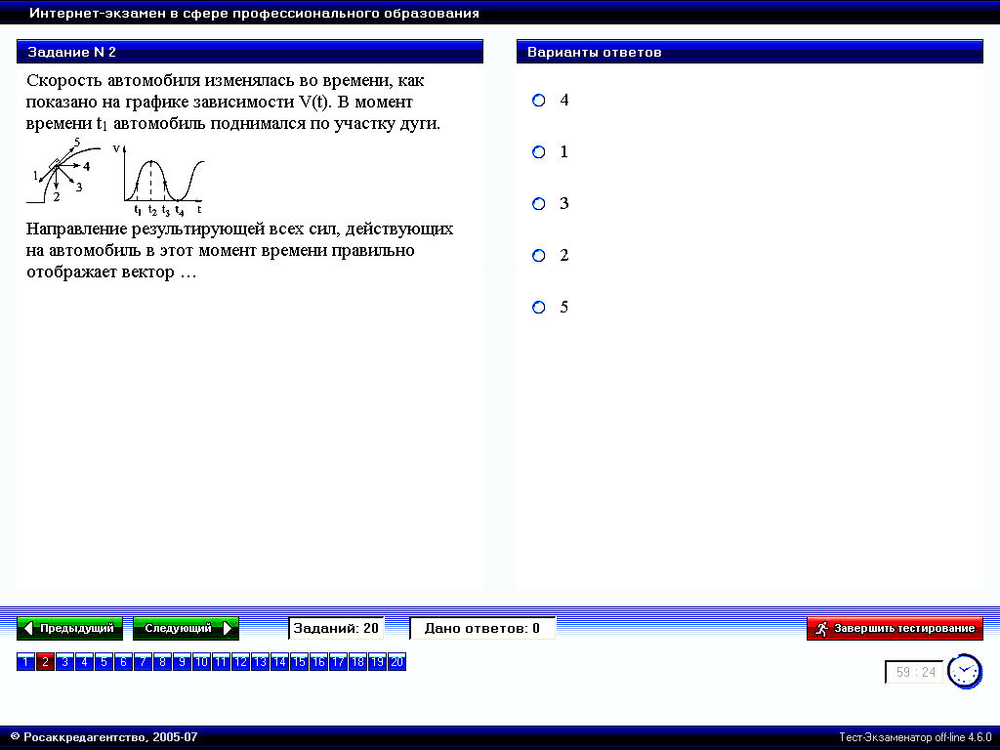 Интернет-экзамен в сфере профессионального образования
Задание N 2
Скорость автомобиля изменялась во времени, как
показано на графике зависимости V(t). В момент
времени t₁ автомобиль поднимался по участку дуги.
5
4
1
3
2
V
t₁ t₂ t₃ t₄ t
Направление результирующей всех сил, действующих
на автомобиль в этот момент времени правильно
отображает вектор …
Варианты ответов
4
1
3
2
5
Предыдущий
Следующий
Заданий: 20
Дано ответов: 0
Завершить тестирование
1 2 3 4 5 6 7 8 9 10 11 12 13 14 15 16 17 18 19 20
59 : 24
© Росаккредагентство, 2005-07
Тест-Экзаменатор off-line 4.6.0